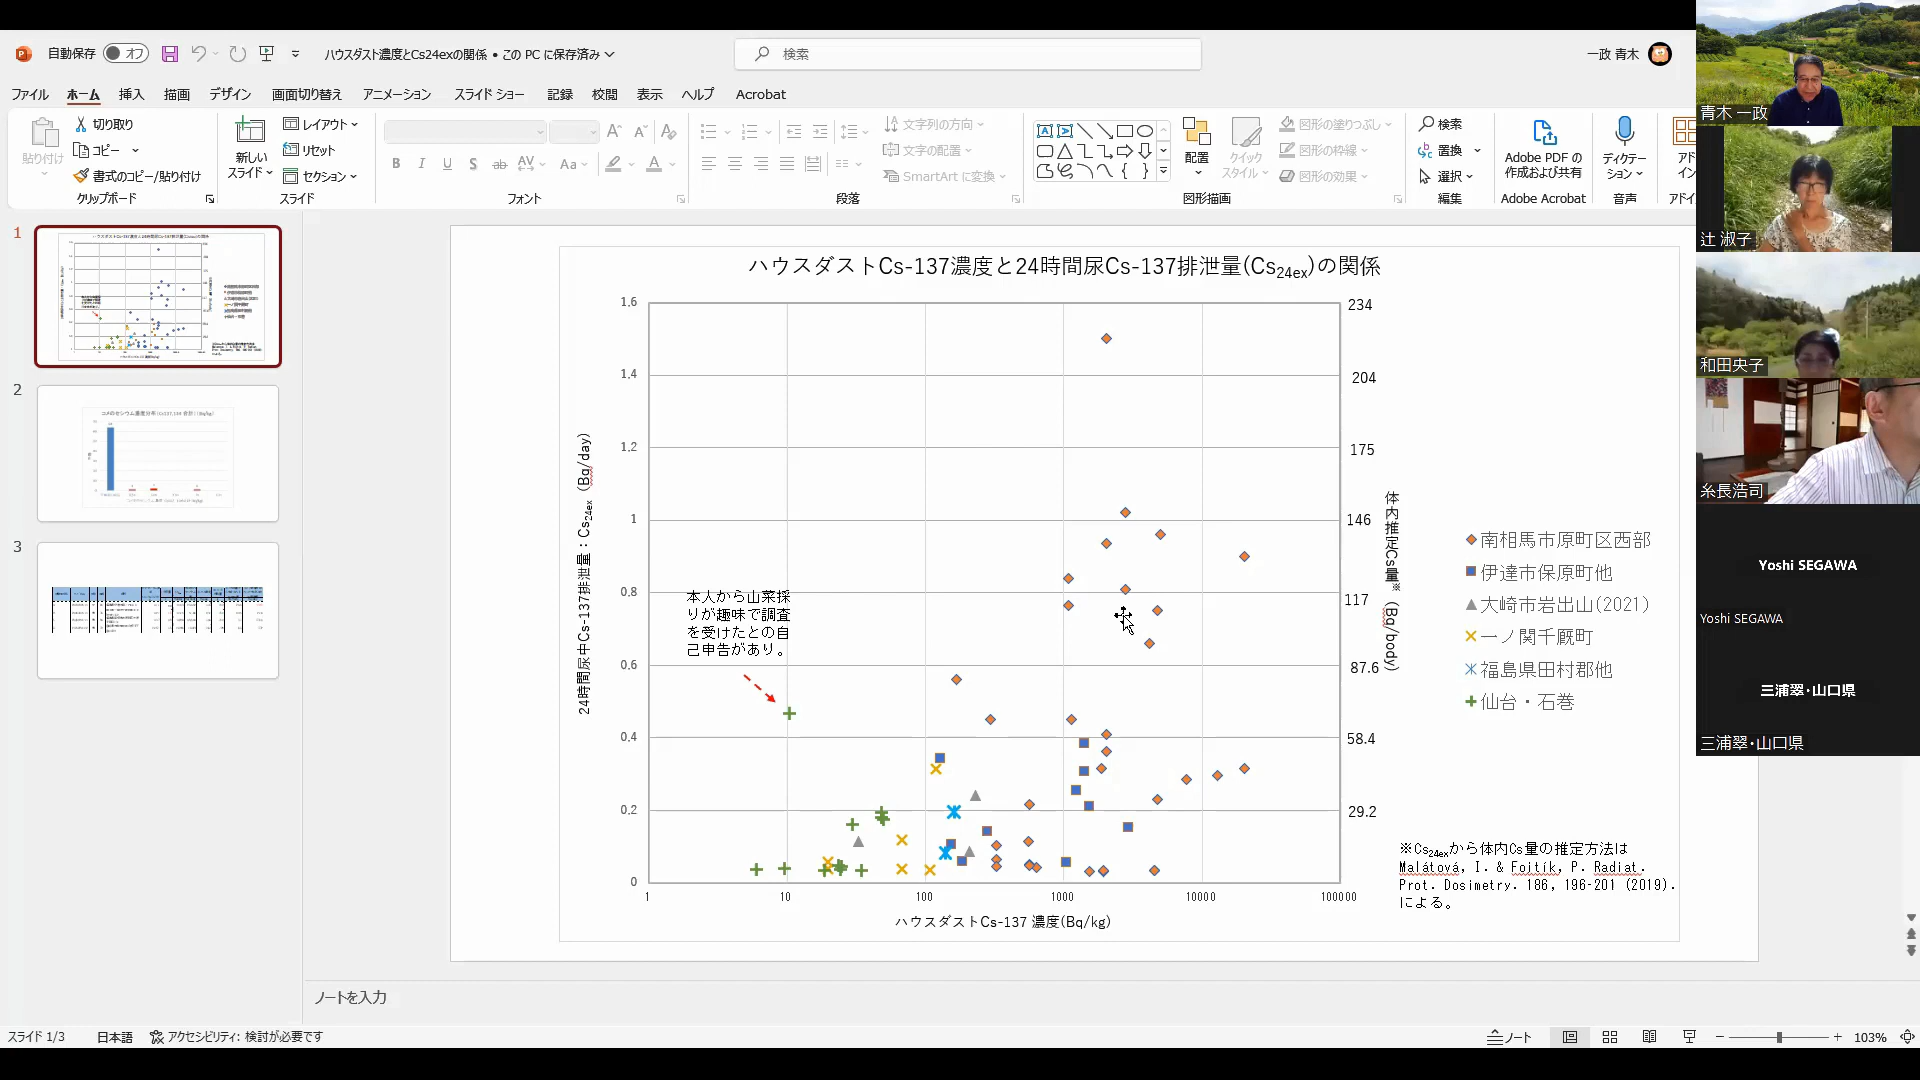 自動保存
オフ
ハウスダスト濃度とCs24exの関係 • この PC に保存済み
検索
一政 青木
ファイル
ホーム
挿入
描画
デザイン
画面切り替え
アニメーション
スライド ショー
記録
校閲
表示
ヘルプ
Acrobat
貼り付け
切り取り
コピー
書式のコピー/貼り付け
クリップボード
新しい
スライド
レイアウト
リセット
セクション
スライド
フォント
段落
文字列の方向
文字の配置
SmartArt に変換
配置
クイック
スタイル
図形の塗りつぶし
図形の枠線
図形の効果
図形描画
検索
置換
選択
編集
Adobe PDF の
作成および共有
Adobe Acrobat
ディクテー
ション
音声
アド
イン
アドイ
1
2
3
ハウスダストCs-137濃度と24時間尿Cs-137排泄量(Cs24ex)の関係
24時間尿中Cs-137排泄量：Cs24ex (Bq/day)
1.6
1.4
1.2
1
0.8
0.6
0.4
0.2
0
1
10
100
1000
10000
100000
ハウスダストCs-137 濃度(Bq/kg)
234
204
175
146
117
87.6
58.4
29.2
体内推定Cs量※ (Bq/body)
本人から山菜採
りが趣味で調査
を受けたとの自
己申告があり。
南相馬市原町区西部
伊達市保原町他
大崎市岩出山(2021)
一ノ関千厩町
福島県田村郡他
仙台・石巻
※Cs24exから体内Cs量の推定方法は
Malátová, I. & Fojtík, P. Radiat.
Prot. Dosimetry. 186, 196-201 (2019).
による。
ノートを入力
スライド 1/3
日本語
アクセシビリティ: 検討が必要です
ノート
103%
青木 一政
辻 淑子
和田央子
糸長浩司
Yoshi SEGAWA
Yoshi SEGAWA
三浦翠・山口県
三浦翠・山口県